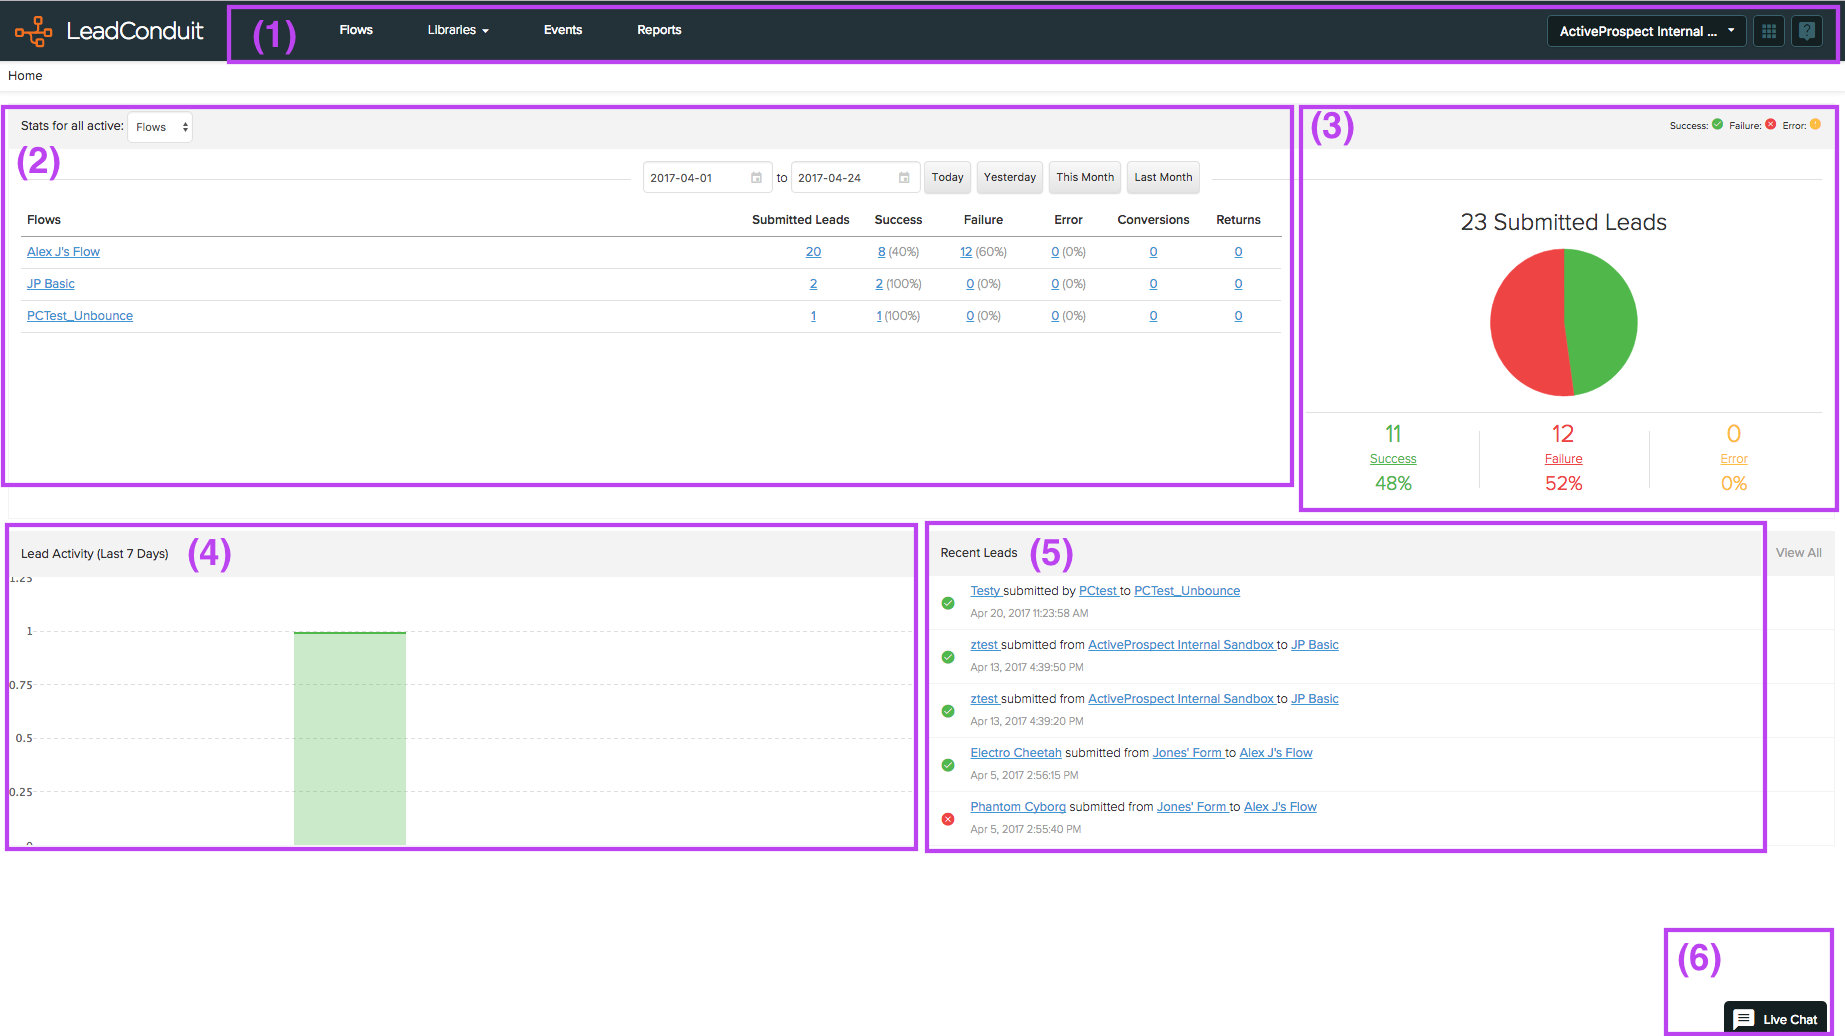 LeadConduit
(1)
Flows
Libraries
Events
Reports
ActiveProspect Internal ...
?
Home
Stats for all active:
Flows
(2)
2017-04-01 to 2017-04-24 Today Yesterday This Month Last Month
Flows Submitted Leads Success Failure Error Conversions Returns
Alex J's Flow 20 8 (40%) 12 (60%) 0 (0%) 0 0
JP Basic 2 2 (100%) 0 (0%) 0 (0%) 0 0
PCTest_Unbounce 1 1 (100%) 0 (0%) 0 (0%) 0 0
(3)
Success: Failure: Error:
23 Submitted Leads
11 12 0
Success Failure Error
48% 52% 0%
Lead Activity (Last 7 Days) (4)
1.25
1
0.75
0.5
0.25
0
Recent Leads (5)
View All
Testy submitted by PCtest to PCTest_Unbounce
Apr 20, 2017 11:23:58 AM
ztest submitted from ActiveProspect Internal Sandbox to JP Basic
Apr 13, 2017 4:39:50 PM
ztest submitted from ActiveProspect Internal Sandbox to JP Basic
Apr 13, 2017 4:39:20 PM
Electro Cheetah submitted from Jones' Form to Alex J's Flow
Apr 5, 2017 2:56:15 PM
Phantom Cyborg submitted from Jones' Form to Alex J's Flow
Apr 5, 2017 2:55:40 PM
(6)
Live Chat